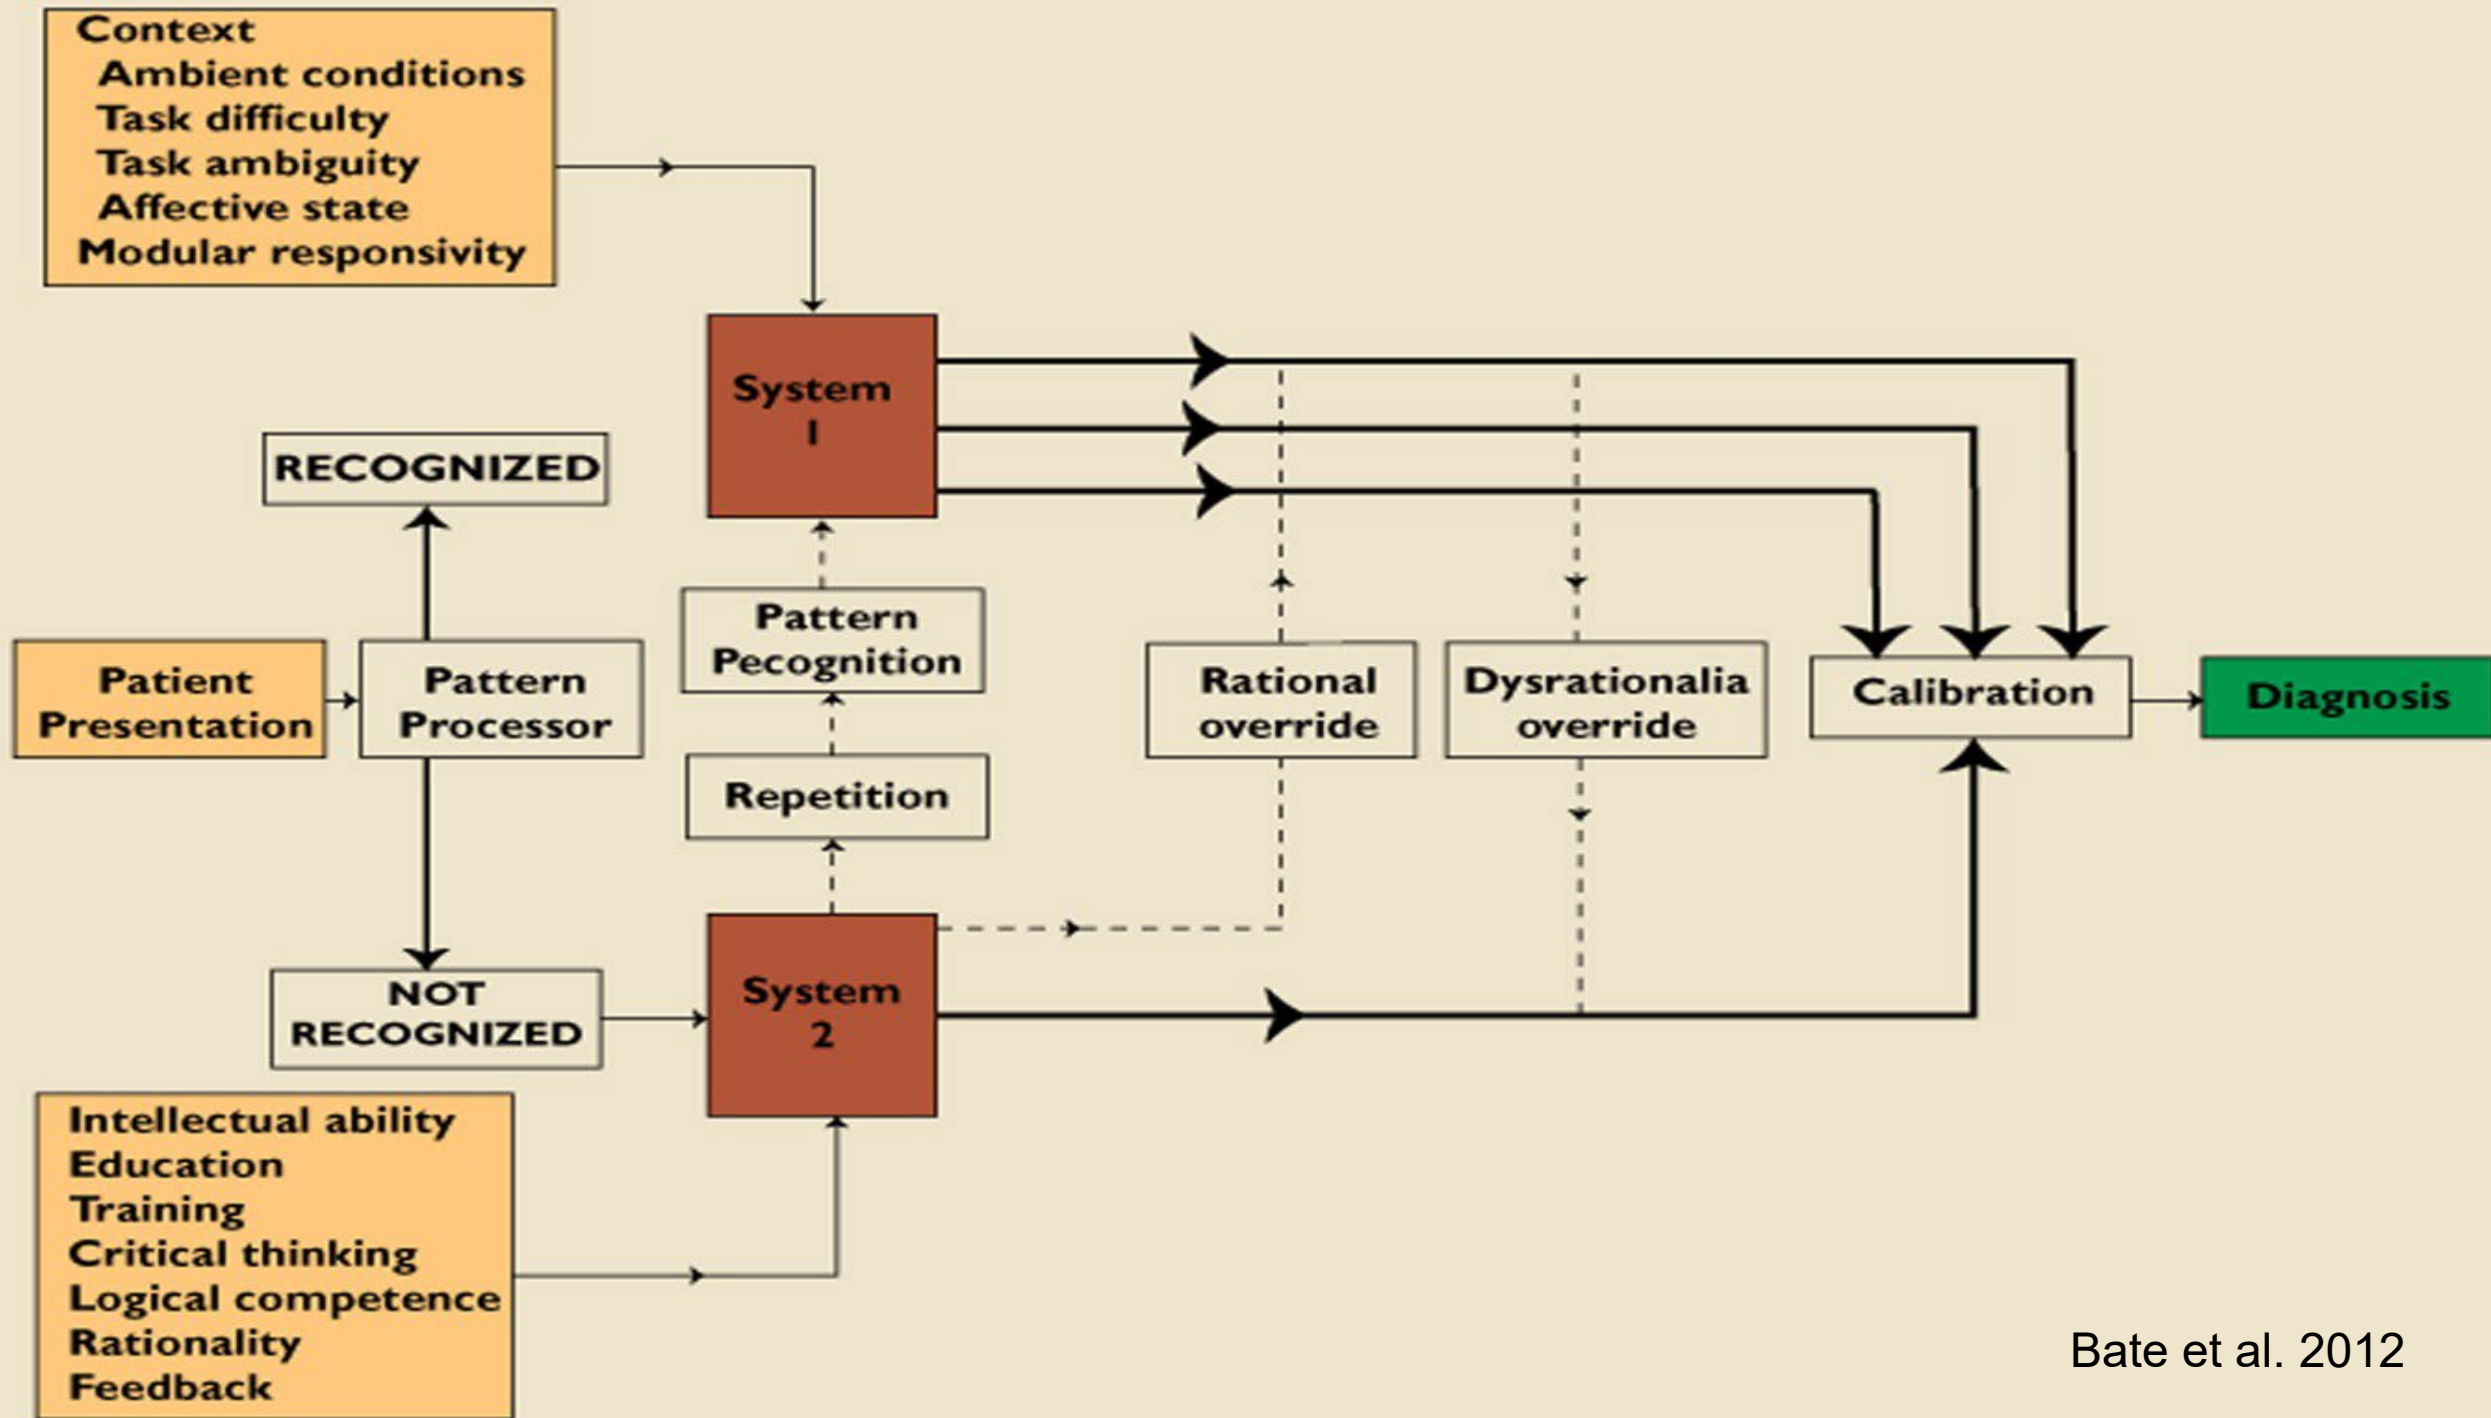 Context
Ambient conditions
Task difficulty
Task ambiguity
Affective state
Modular responsivity
System
1
RECOGNIZED
Patient
Presentation
Pattern
Processor
Pattern
Pecognition
Repetition
Rational
override
Dysrationalia
override
Calibration
Diagnosis
NOT
RECOGNIZED
System
2
Intellectual ability
Education
Training
Critical thinking
Logical competence
Rationality
Feedback
Bate et al. 2012